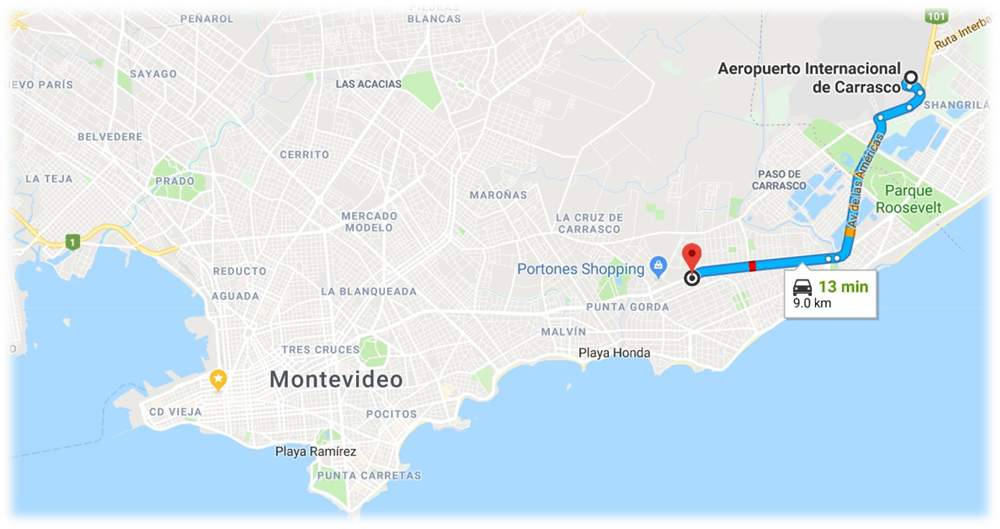 PEÑAROL
BLANCAS
101
Ruta Interba
SAYAGO
LAS ACACIAS
Aeropuerto Internacional
de Carrasco
SHANGRILÁ
BELVEDERE
CERRITO
Av de las Américas
PASO DE
CARRASCO
LA TEJA
PRADO
MAROÑAS
Parque
Roosevelt
MERCADO
MODELO
LA CRUZ DE
CARRASCO
1
REDUCTO
Portones Shopping
AGUADA
LA BLANQUEADA
13 min
9.0 km
PUNTA GORDA
MALVÍN
TRES CRUCES
Playa Honda
Montevideo
CD VIEJA
POCITOS
Playa Ramírez
PUNTA CARRETAS